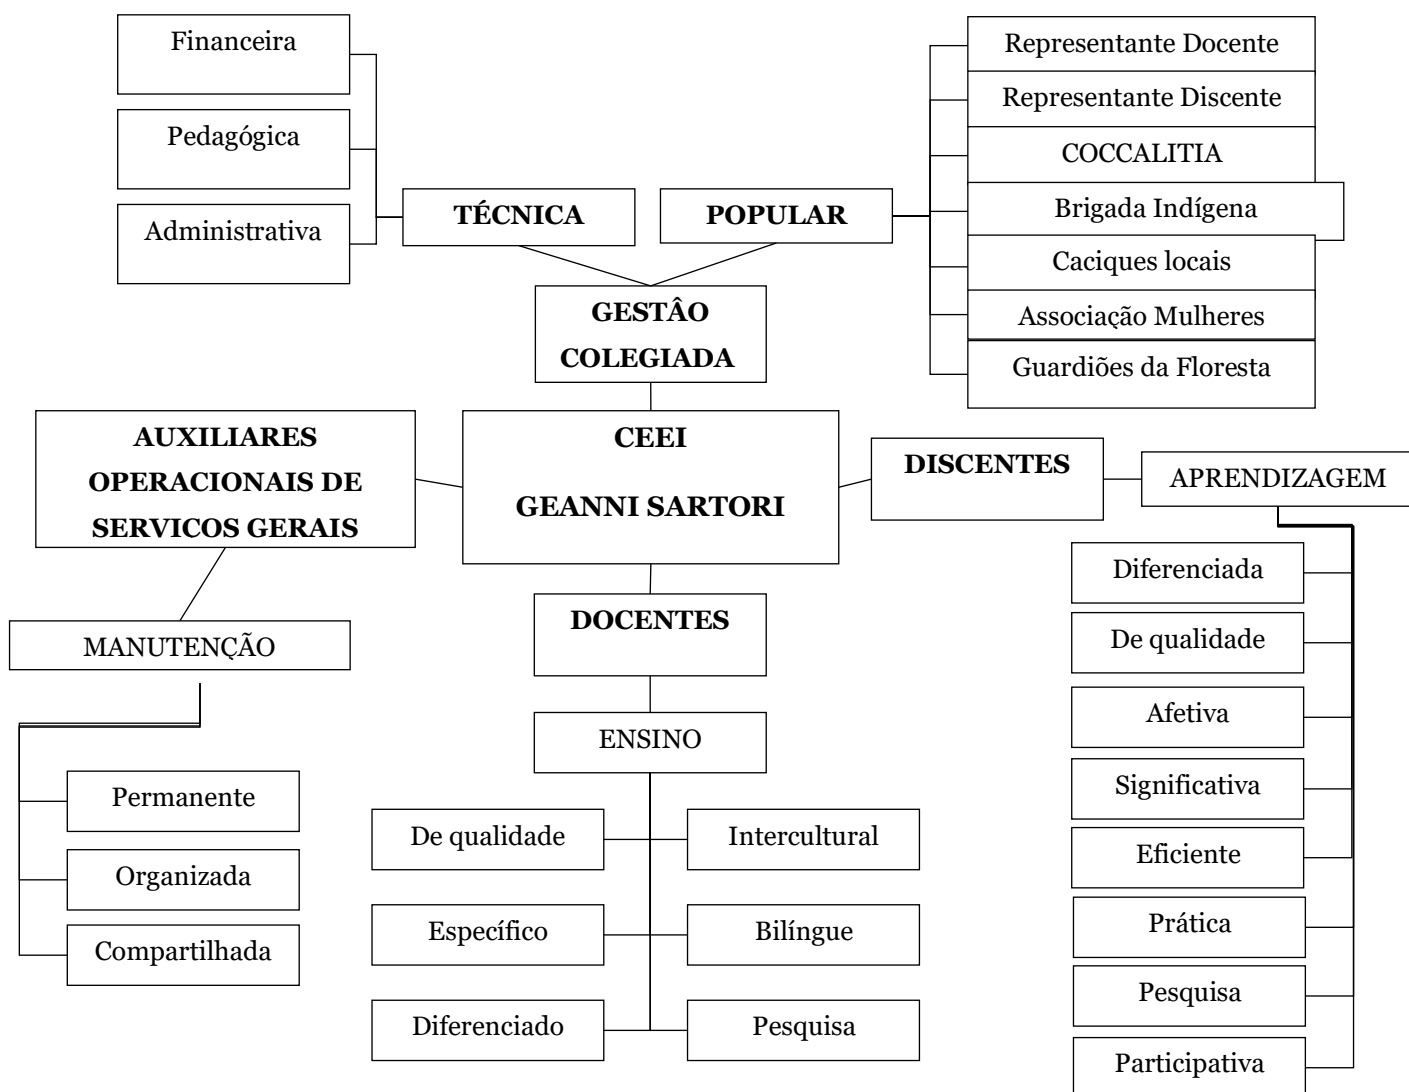 Financeira
Pedagógica
Administrativa
TÉCNICA
POPULAR
Representante Docente
Representante Discente
COCCALITIA
Brigada Indígena
Caciques locais
Associação Mulheres
Guardiões da Floresta
GESTÂO
COLEGIADA
AUXILIARES
OPERACIONAIS DE
SERVICOS GERAIS
CEEI
GEANNI SARTORI
DISCENTES
APRENDIZAGEM
MANUTENÇÃO
Permanente
Organizada
Compartilhada
DOCENTES
ENSINO
De qualidade
Intercultural
Específico
Bilíngue
Diferenciado
Pesquisa
Diferenciada
De qualidade
Afetiva
Significativa
Eficiente
Prática
Pesquisa
Participativa